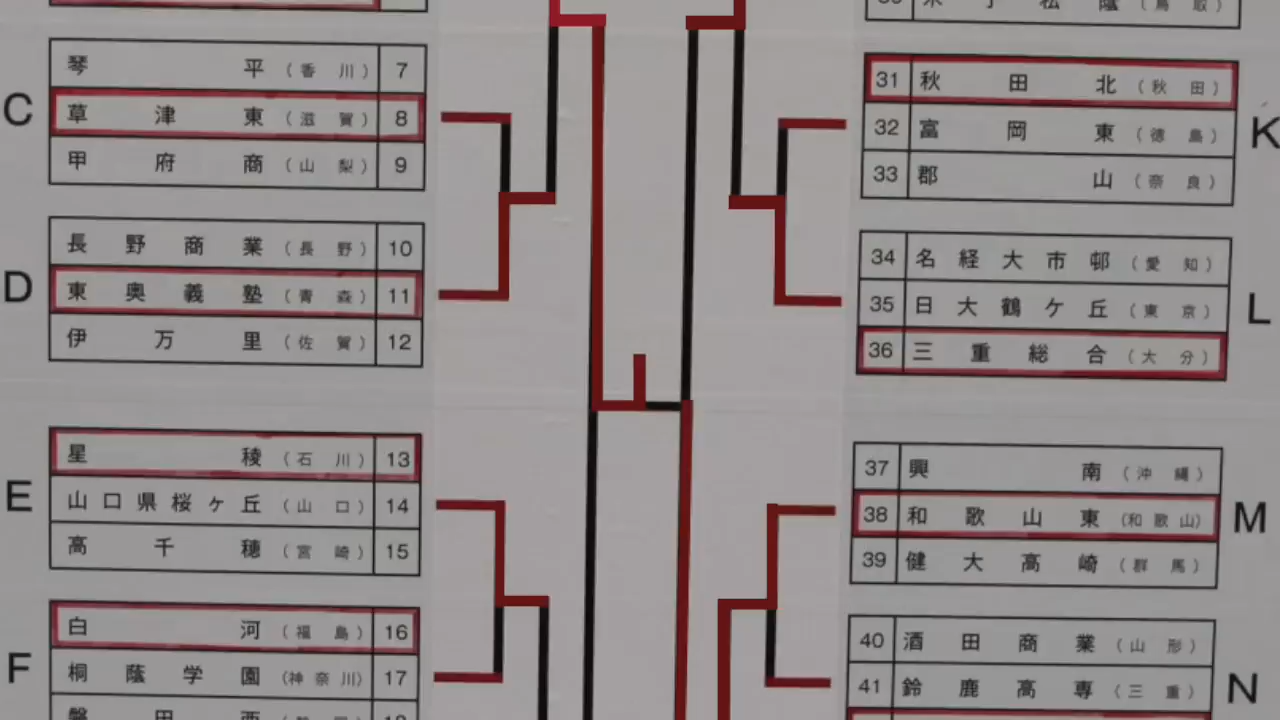 C
琴平（香川）7
草津東（滋賀）8
甲府商（山梨）9
D
長野商業（長野）10
東奥義塾（青森）11
伊万里（佐賀）12
E
星稜（石川）13
山口県桜ヶ丘（山口）14
高千穂（宮崎）15
F
白河（福島）16
桐蔭学園（神奈川）17
31 秋田北（秋田）
32 富岡東（徳島）
33 郡山（奈良）
K
34 名経大市邨（愛知）
35 日大鶴ケ丘（東京）
36 三重総合（大分）
L
37 興南（沖縄）
38 和歌山東（和歌山）
39 健大高崎（群馬）
M
40 酒田商業（山形）
41 鈴鹿高専（三重）
N